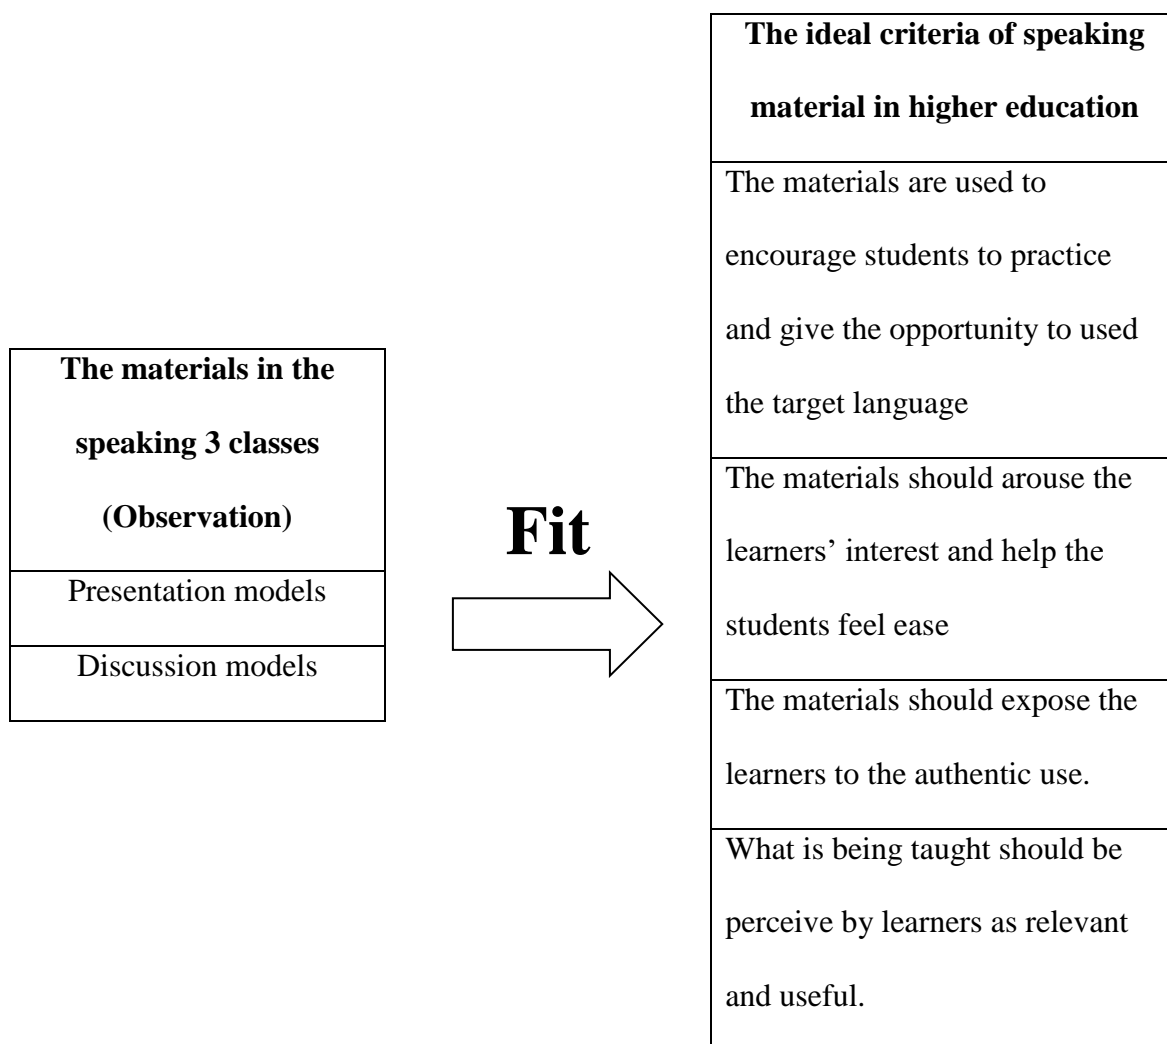 The materials in the
speaking 3 classes
(Observation)
Presentation models
Discussion models
Fit
The ideal criteria of speaking
material in higher education
The materials are used to
encourage students to practice
and give the opportunity to used
the target language
The materials should arouse the
learners’ interest and help the
students feel ease
The materials should expose the
learners to the authentic use.
What is being taught should be
perceive by learners as relevant
and useful.